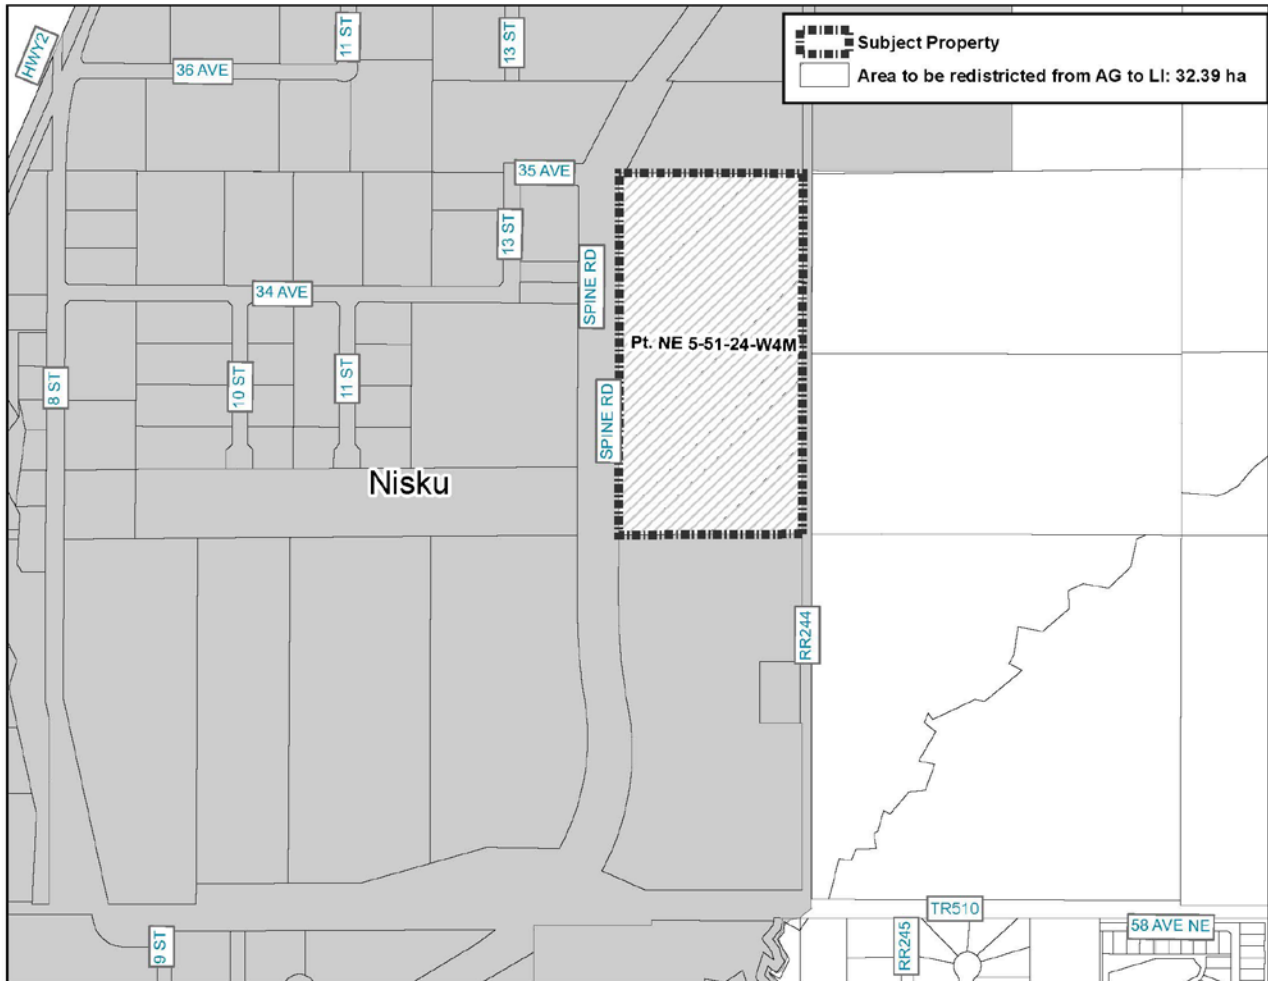 HWY2
11 ST
13 ST
Subject Property
36 AVE
Area to be redistricted from AG to LI: 32.39 ha
35 AVE
13 ST
34 AVE
SPINE RD
Pt. NE 5-51-24-W4M
8 ST
10 ST
11 ST
SPINE RD
Nisku
RR244
TR510
58 AVE NE
9 ST
RR245